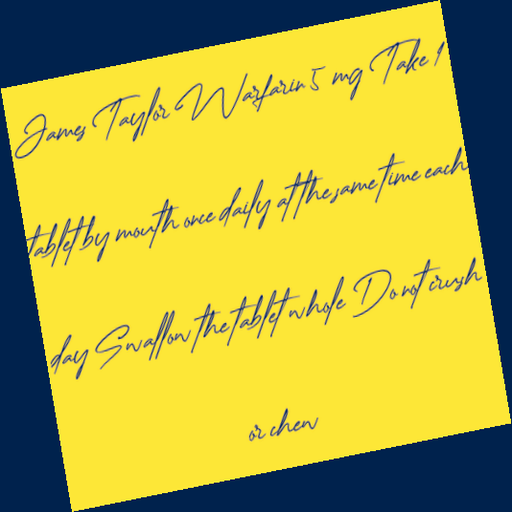 James Taylor Warfarin 5 mg Take 1
tablet by mouth once daily at the same time each
day Swallow the tablet whole Do not crush
or chew